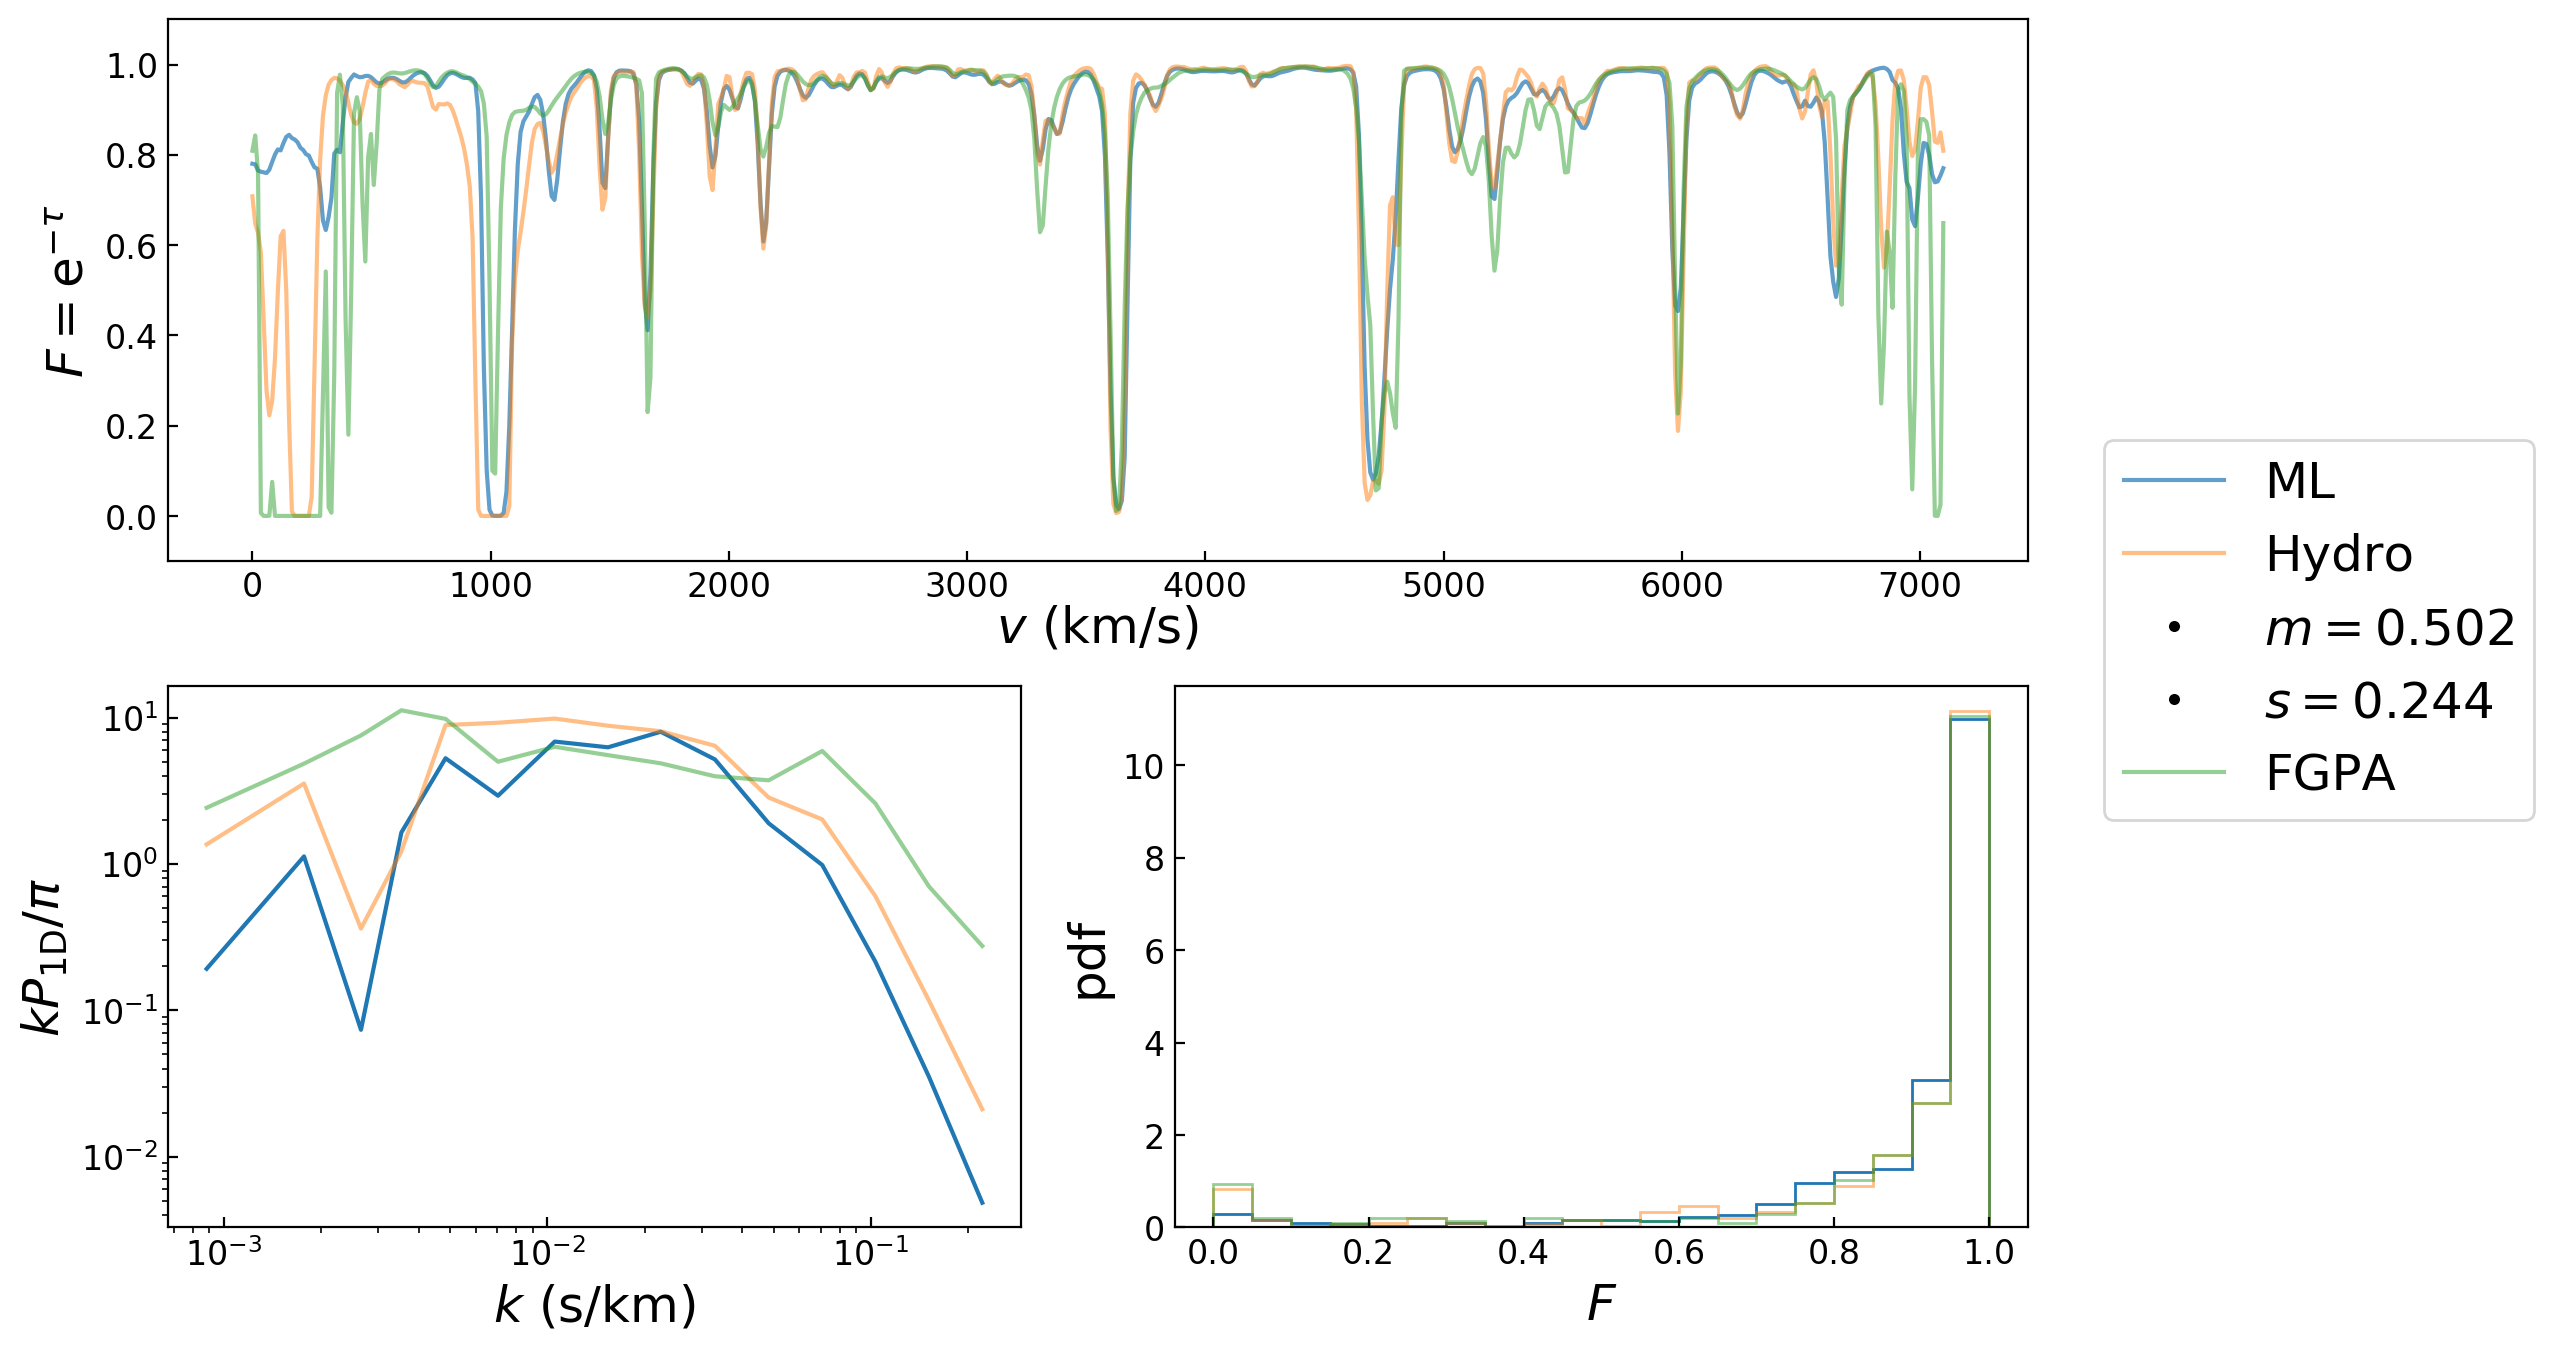 1.0
0.8
0.6
0.4
0.2
0.0
F = e^{−τ}
0 1000 2000 3000 4000 5000 6000 7000
v (km/s)
10^1
10^0
10^{−1}
10^{−2}
kP_{1D}/π
10^{−3} 10^{−2} 10^{−1}
k (s/km)
10
8
6
4
2
0
pdf
0.0 0.2 0.4 0.6 0.8 1.0
F
ML
Hydro
m = 0.502
s = 0.244
FGPA